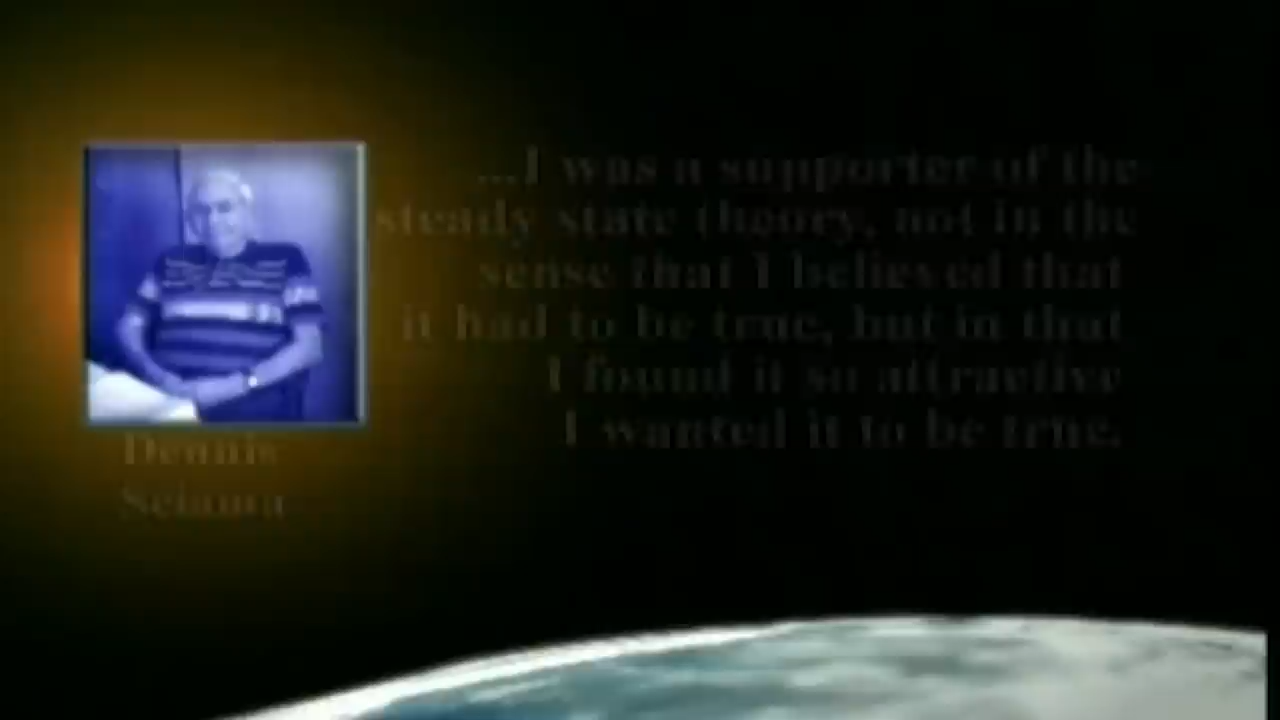 ...I was a supporter of the
steady state theory, not in the
sense that I believed that
it had to be true, but in that
I found it so attractive
I wanted it to be true.
Dennis
Sciama